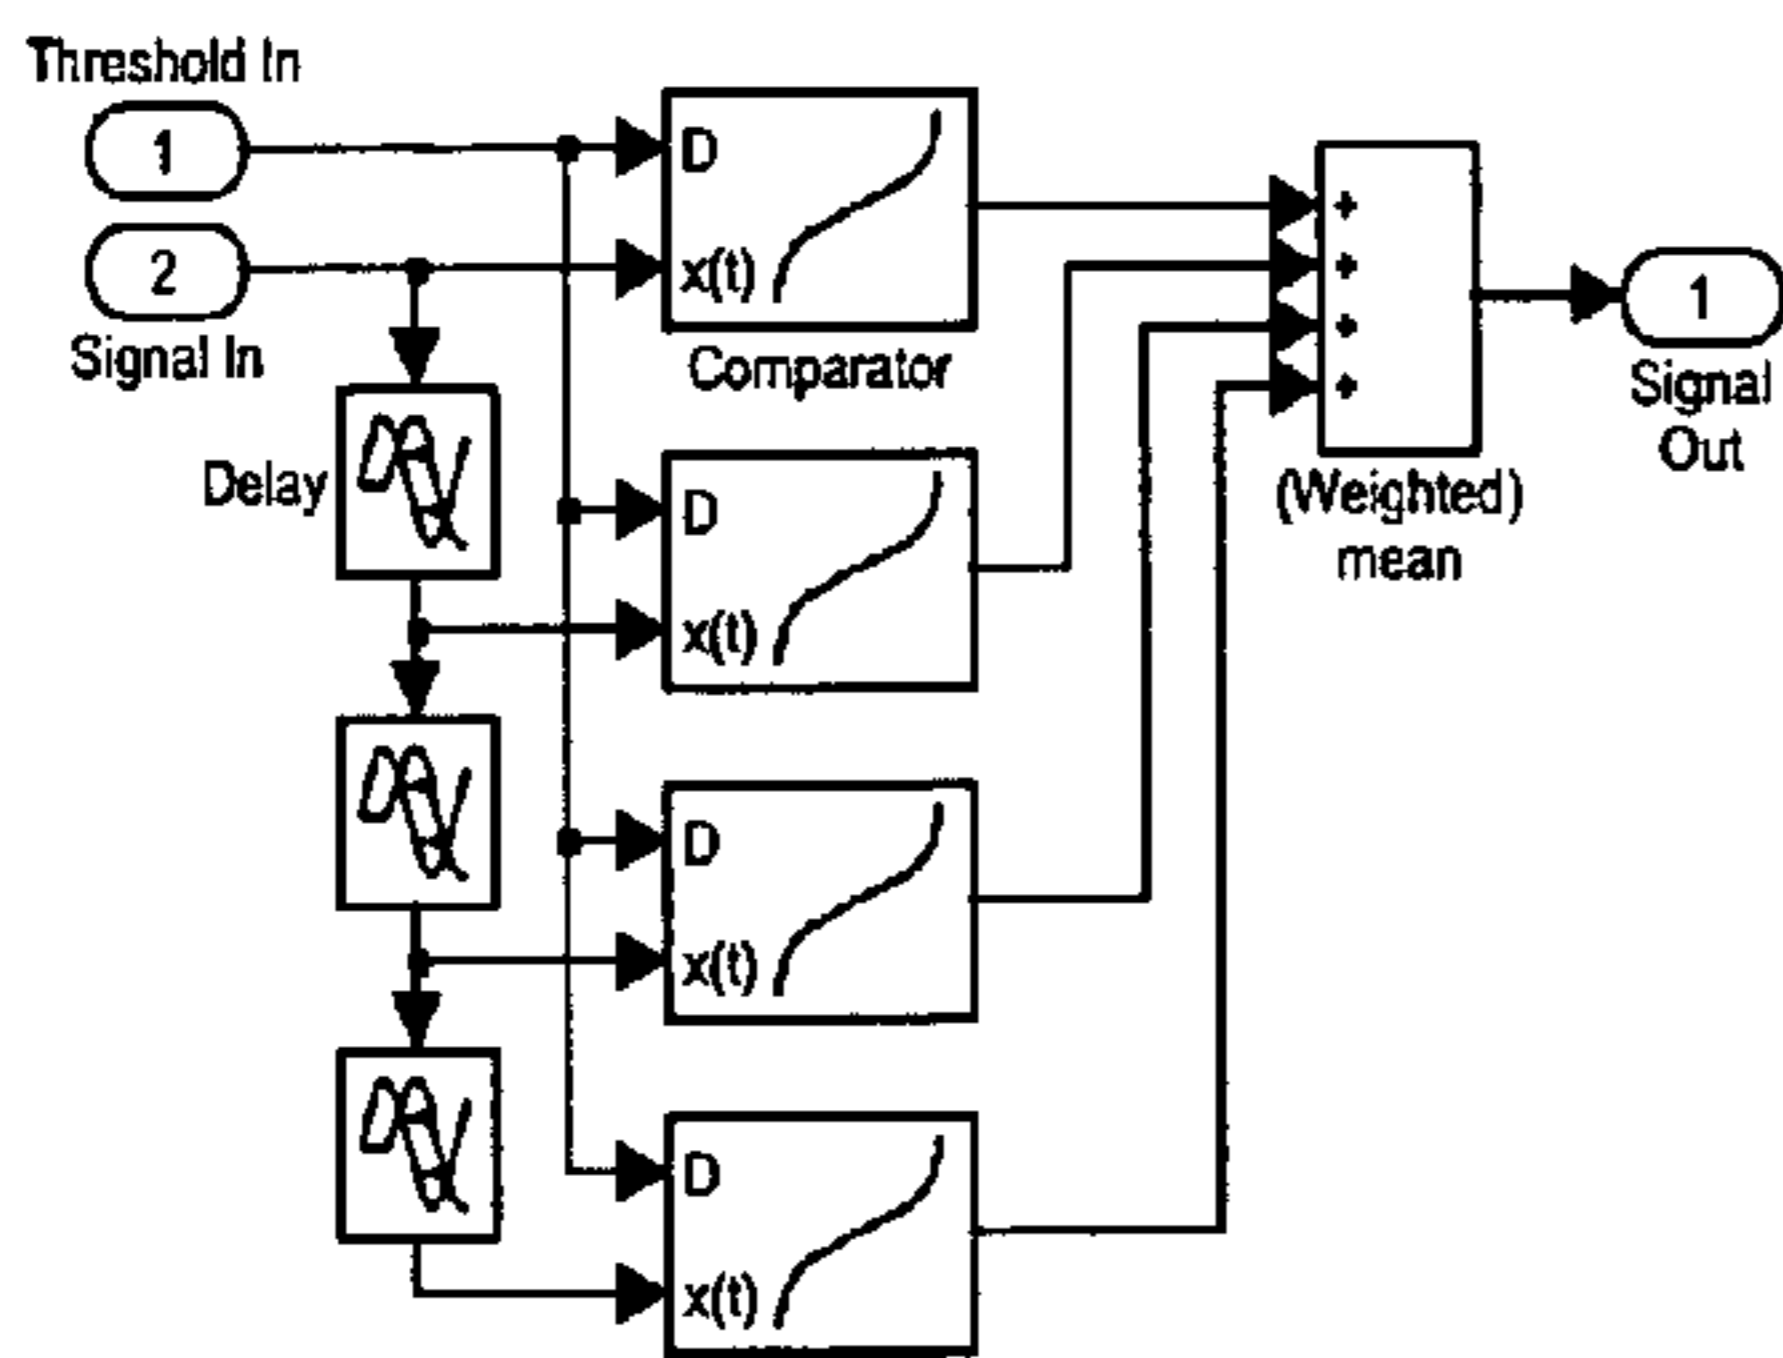 Threshold In
1
2
Signal In
D
x(t)
Comparator
Delay
D
x(t)
D
x(t)
D
x(t)
+
+
+
+
(Weighted)
mean
1
Signal
Out